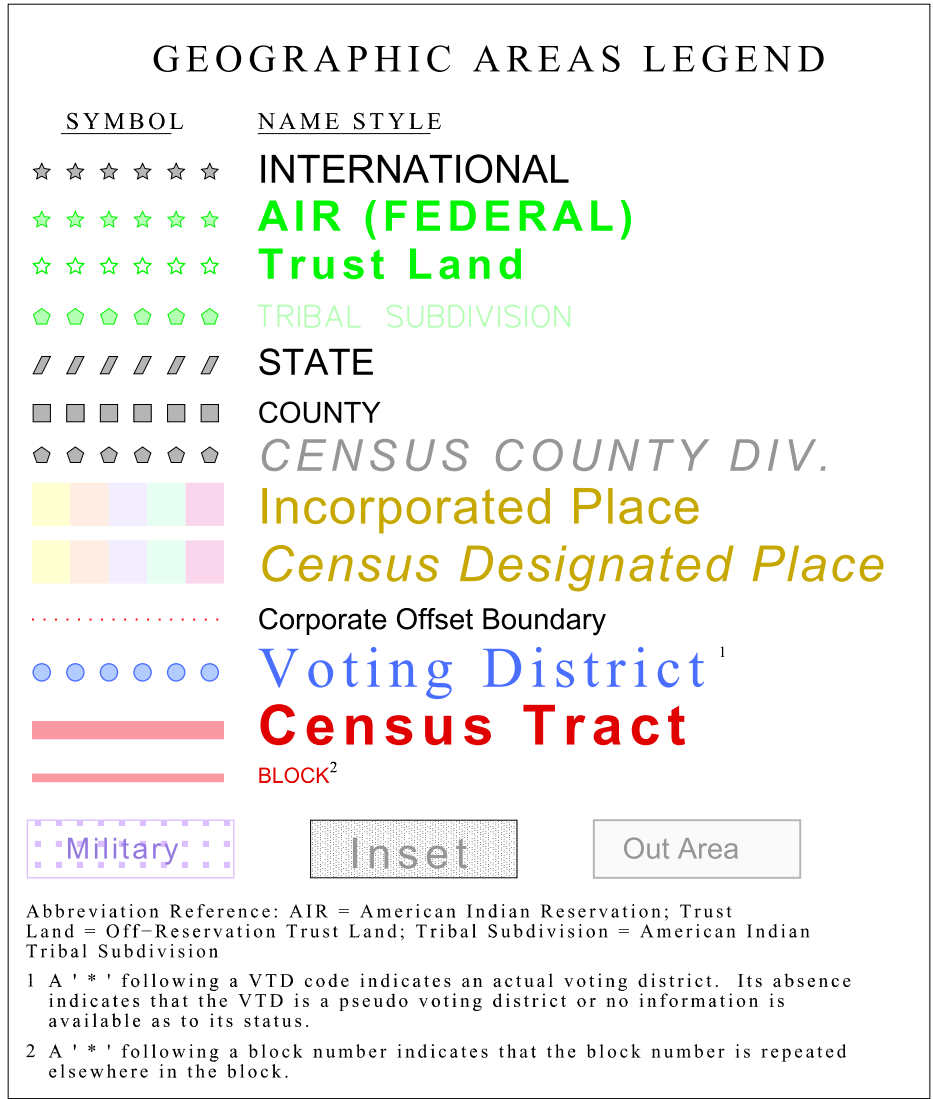 GEOGRAPHIC AREAS LEGEND
SYMBOL NAME STYLE
INTERNATIONAL
AIR (FEDERAL)
Trust Land
TRIBAL SUBDIVISION
STATE
COUNTY
CENSUS COUNTY DIV.
Incorporated Place
Census Designated Place
Corporate Offset Boundary
Voting District 1
Census Tract
BLOCK2
Military Inset Out Area
Abbreviation Reference: AIR = American Indian Reservation; Trust
Land = Off−Reservation Trust Land; Tribal Subdivision = American Indian
Tribal Subdivision
1 A ' * ' following a VTD code indicates an actual voting district. Its absence
indicates that the VTD is a pseudo voting district or no information is
available as to its status.
2 A ' * ' following a block number indicates that the block number is repeated
elsewhere in the block.